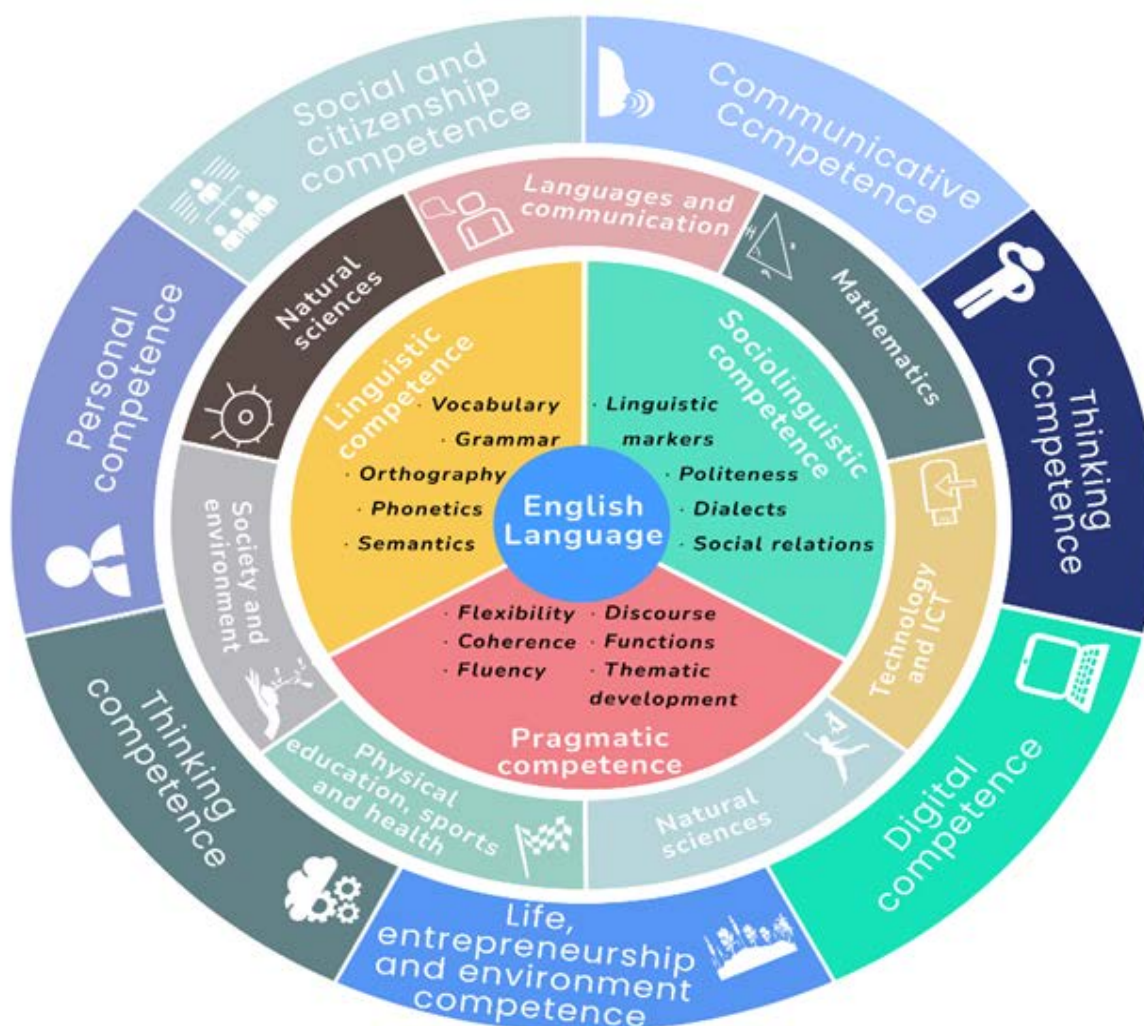 Social and
citizenship
competence
Communicative
Ccmpetence
Thinking
Ccmpetence
Digital
competence
Life,
entrepreneurship
and environment
competence
Thinking
competence
Personal
competence
Languages and
communication
Mathematics
Technology
and ICT
Natural
sciences
Physical
education, sports
and health
Society and
environment
Natural
sciences
Linguistic
competence
· Vocabulary
· Grammar
· Orthography
· Phonetics
· Semantics
Sociolinguistic
competence
· Linguistic
markers
· Politeness
· Dialects
· Social relations
English
Language
· Flexibility
· Coherence
· Fluency
· Discourse
· Functions
· Thematic
development
Pragmatic
competence